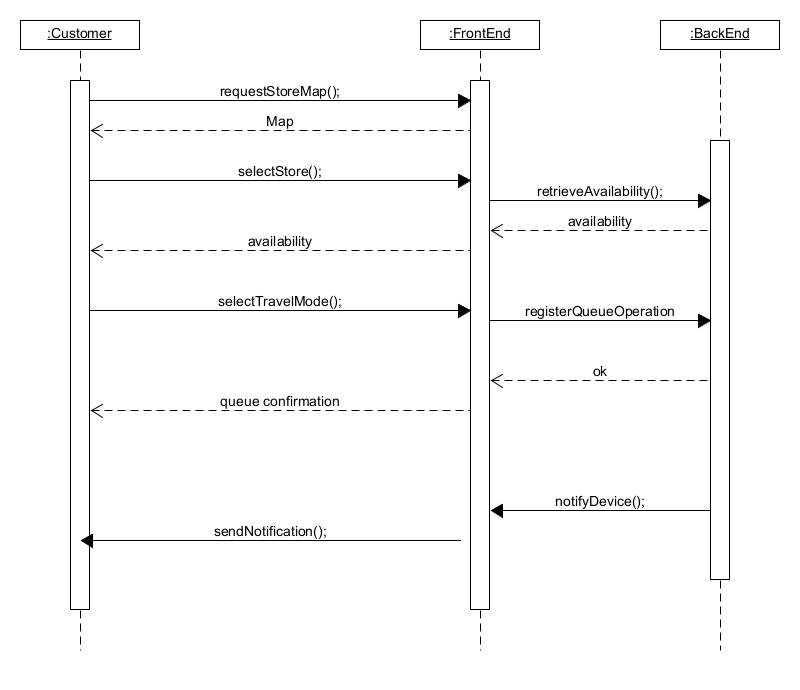 :Customer
:FrontEnd
:BackEnd
requestStoreMap();
Map
selectStore();
retrieveAvailability();
availability
availability
selectTravelMode();
registerQueueOperation
ok
queue confirmation
notifyDevice();
sendNotification();